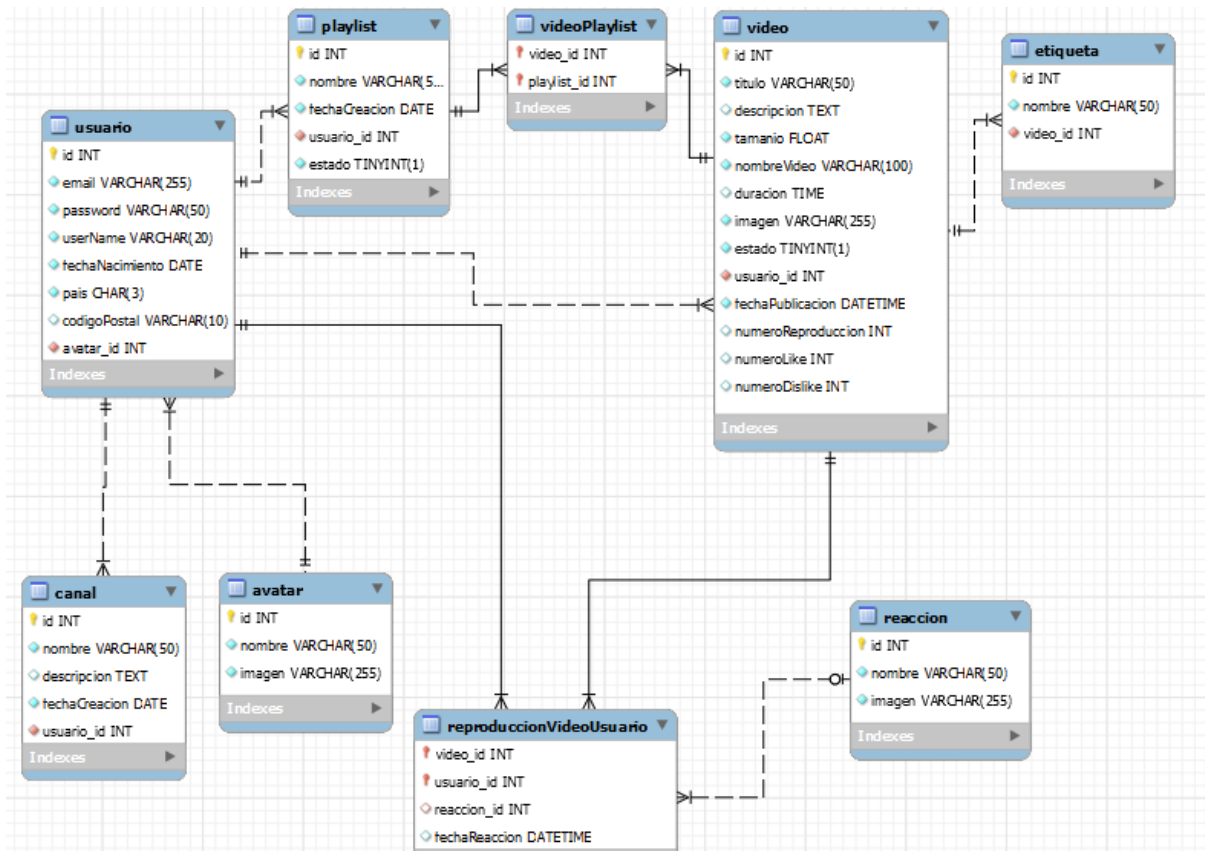 playlist
id INT
nombre VARCHAR(5...
fechaCreacion DATE
usuario_id INT
estado TINYINT(1)
Indexes
videoPlaylist
video_id INT
playlist_id INT
Indexes
video
id INT
titulo VARCHAR(50)
descripcion TEXT
tamanio FLOAT
nombreVideo VARCHAR(100)
duracion TIME
imagen VARCHAR(255)
estado TINYINT(1)
usuario_id INT
fechaPublicacion DATETIME
numeroReproduccion INT
numeroLike INT
numeroDislike INT
Indexes
etiqueta
id INT
nombre VARCHAR(50)
video_id INT
Indexes
usuario
id INT
email VARCHAR(255)
password VARCHAR(50)
userName VARCHAR(20)
fechaNacimiento DATE
pais CHAR(3)
codigoPostal VARCHAR(10)
avatar_id INT
Indexes
canal
id INT
nombre VARCHAR(50)
descripcion TEXT
fechaCreacion DATE
usuario_id INT
Indexes
avatar
id INT
nombre VARCHAR(50)
imagen VARCHAR(255)
Indexes
reproduccionVideoUsuario
video_id INT
usuario_id INT
reaccion_id INT
fechaReaccion DATETIME
reaccion
id INT
nombre VARCHAR(50)
imagen VARCHAR(255)
Indexes